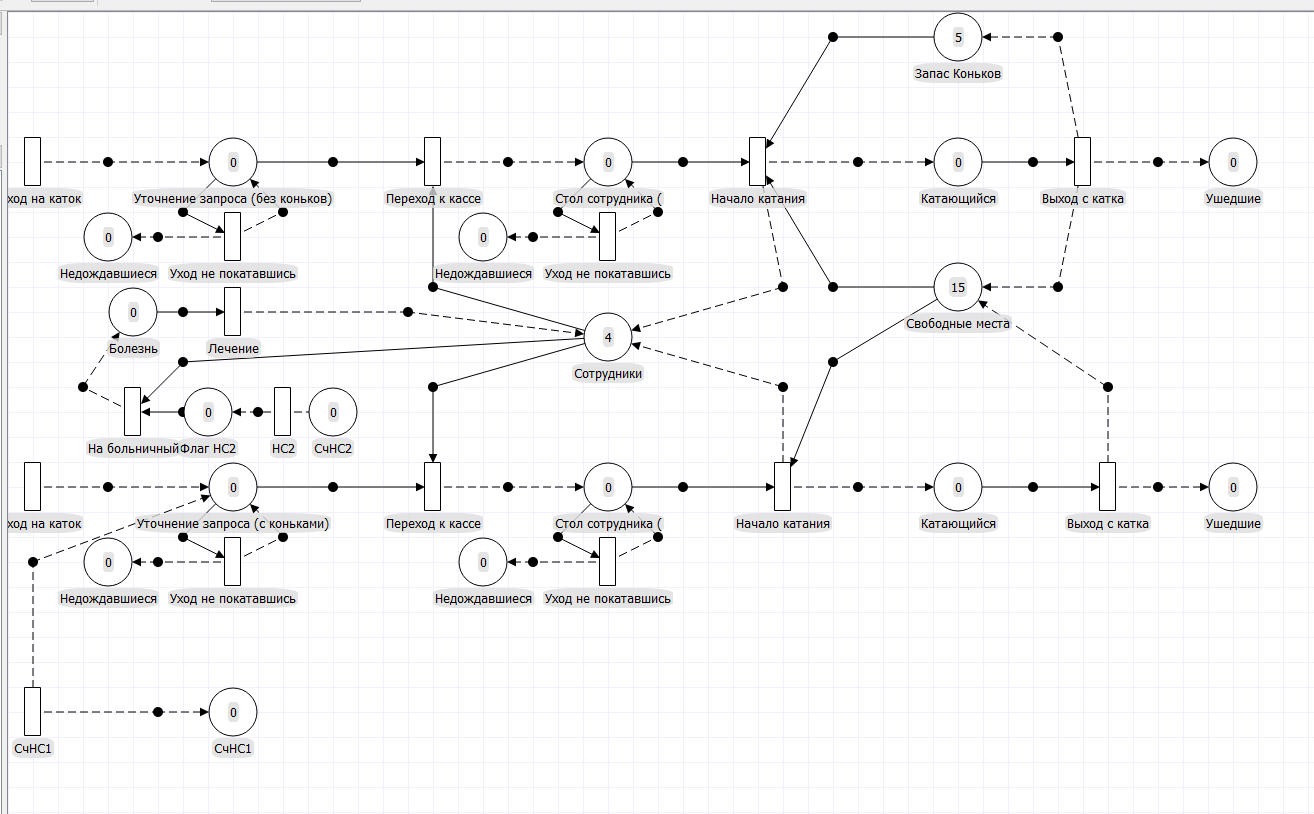 5
Запас Коньков
0
0
0
0
ход на каток
Уточнение запроса (без коньков)
Переход к кассе
Стол сотрудника (
Начало катания
Катающийся
Выход с катка
Ушедшие
0
0
Недождавшиеся
Уход не покатавшись
Недождавшиеся
Уход не покатавшись
15
Свободные места
0
Болезнь
Лечение
4
Сотрудники
0
0
На больничный
Флаг НС2
НС2
СчНС2
0
0
0
0
ход на каток
Уточнение запроса (с коньками)
Переход к кассе
Стол сотрудника (
Начало катания
Катающийся
Выход с катка
Ушедшие
0
0
Недождавшиеся
Уход не покатавшись
Недождавшиеся
Уход не покатавшись
0
СчНС1
СчНС1